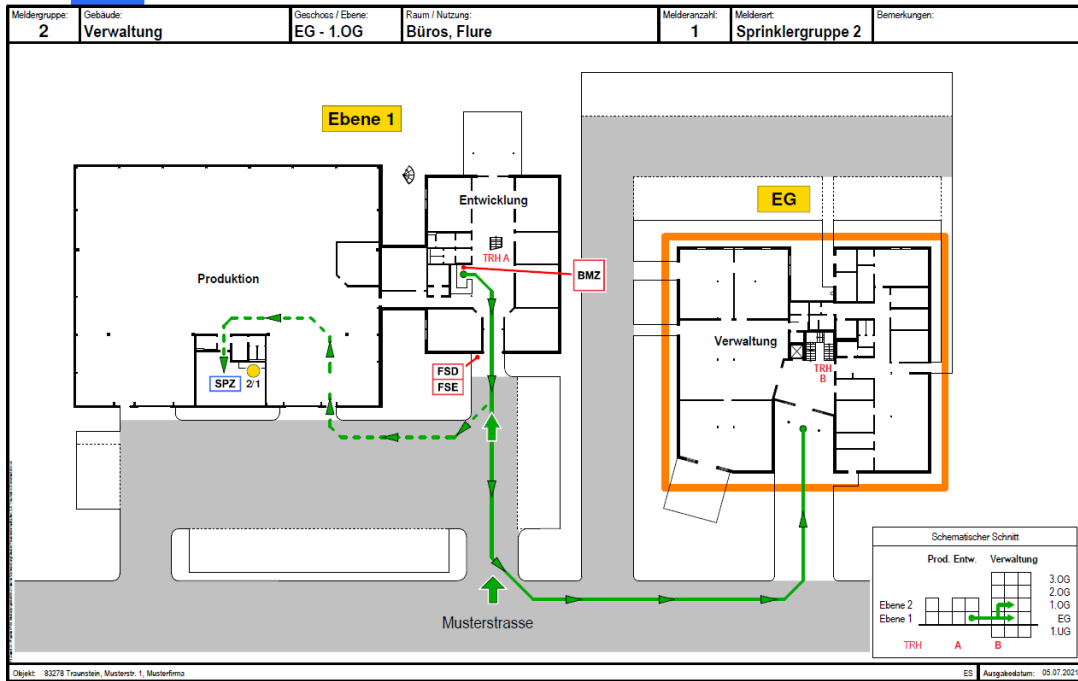 Meldergruppe: Gebäude: Geschoss / Ebene: Raum / Nutzung: Melderanzahl: Melderart: Bemerkungen:
2 Verwaltung EG - 1.OG Büros, Flure 1 Sprinklergruppe 2
Ebene 1
Entwicklung
EG
TRH A
BMZ
Produktion
Verwaltung
TRH
B
FSD
FSE
SPZ 2/1
Schematischer Schnitt
Prod. Entw. Verwaltung
3.OG
2.OG
Ebene 2 1.OG
Ebene 1 EG
1.UG
TRH A B
Musterstrasse
Objekt: 83278 Traunstein, Musterstr. 1, Musterfirma ES Ausgabedatum: 05.07.2021